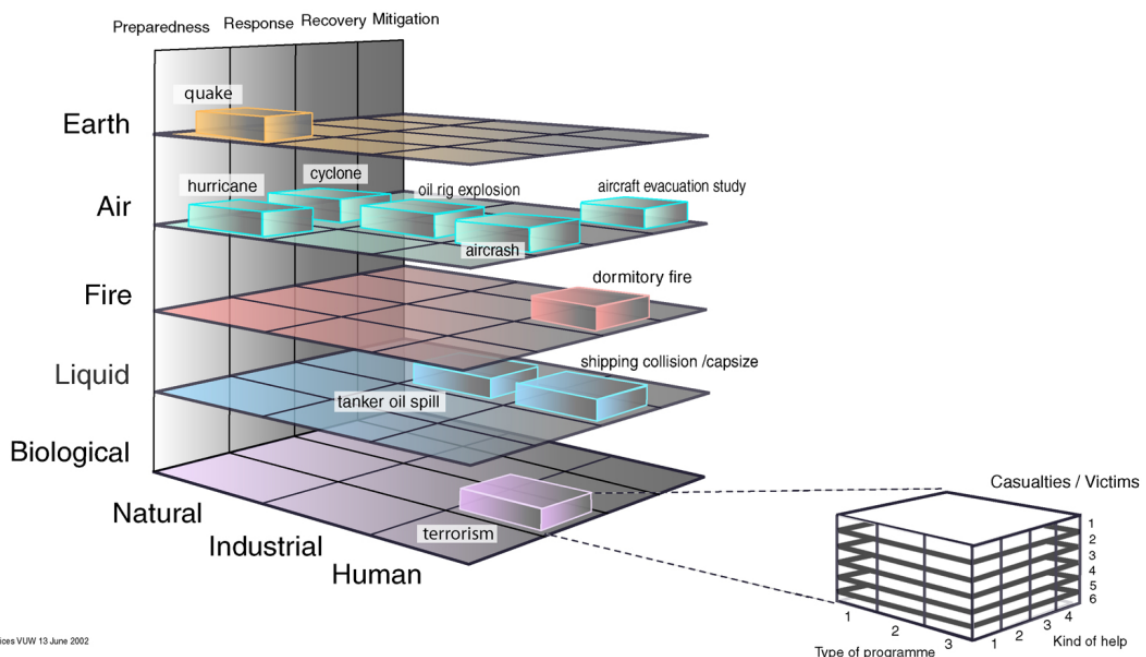 Preparedness Response Recovery Mitigation
quake
Earth
cyclone
hurricane
oil rig explosion
aircraft evacuation study
Air
aircrash
dormitory fire
Fire
shipping collision /capsize
Liquid
tanker oil spill
Biological
Natural
Industrial
Human
terrorism
Casualties / Victims
1
2
3
4
5
6
1 2 3
1 2 3 4
Type of programme
Kind of help
ices VUW 13 June 2002